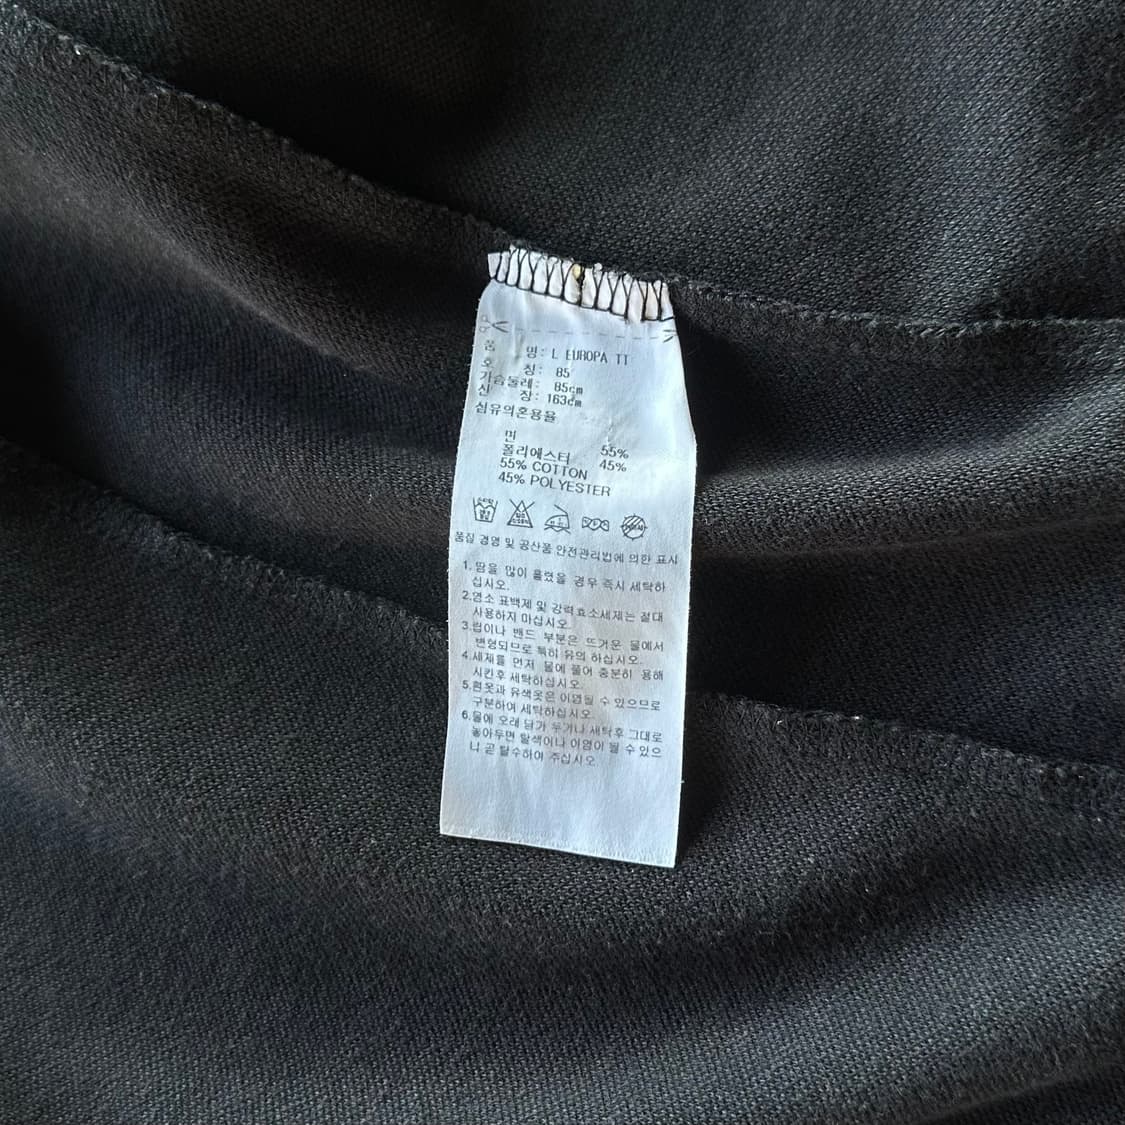 품 명: L EUROPA TT
호 칭: 85
가슴둘레: 85cm
신 장: 163cm
섬유의혼용율
면 55%
폴리에스터 45%
55% COTTON
45% POLYESTER
품질 경영 및 공산품 안전관리법에 의한 표시
1.땀을 많이 흘렸을 경우 즉시 세탁하
십시오.
2.염소 표백제 및 강력효소세제는 절대
사용하지 마십시오.
3.립이나 밴드 부분은 뜨거운 물에서
변형되므로 특히 유의 하십시오.
4.세제를 먼저 물에 풀어 충분히 용해
시킨후 세탁하십시오.
5.흰옷과 유색옷은 이염될 수 있으므로
구분하여 세탁하십시오.
6.물에 오래 담가 두거나 세탁후 그대로
놓아두면 탈색이나 이염이 될 수 있으
니 곧 탈수하여 주십시오.